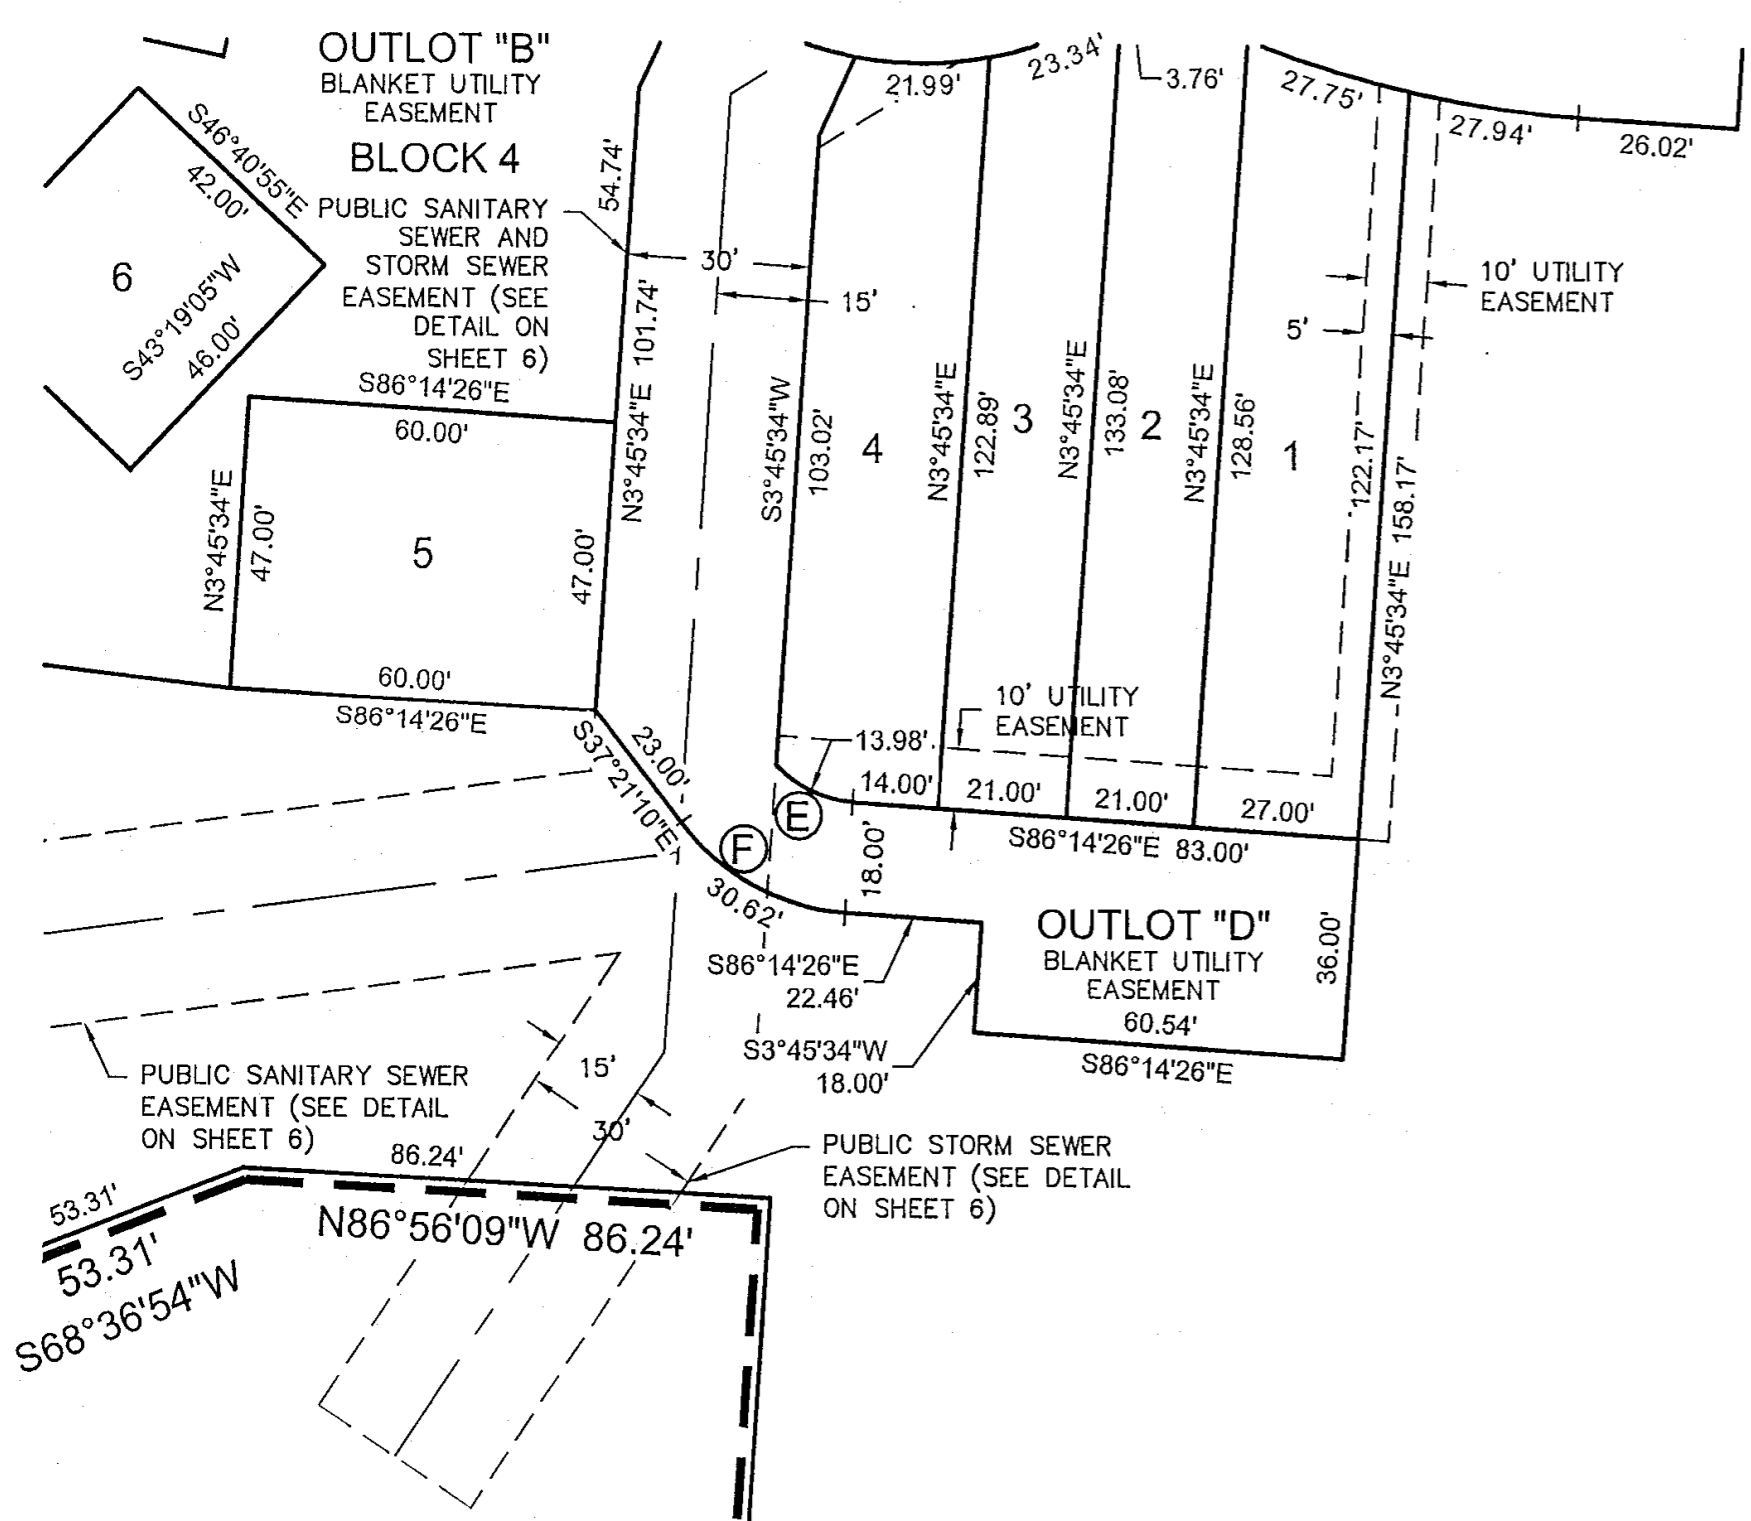 OUTLOT "B"
BLANKET UTILITY
EASEMENT
BLOCK 4
PUBLIC SANITARY
SEWER AND
STORM SEWER
EASEMENT (SEE
DETAIL ON
SHEET 6)
S46°40'55"E
42.00'
6
S43°19'05"W
46.00'
54.74'
30'
15'
21.99'
23.34'
3.76'
27.75'
27.94'
26.02'
10' UTILITY
EASEMENT
5'
S86°14'26"E
60.00'
N3°45'34"E
47.00'
5
47.00'
N3°45'34"E 101.74'
S3°45'34"W
103.02'
4
N3°45'34"E
122.89'
3
N3°45'34"E
133.08'
2
N3°45'34"E
128.56'
1
122.17'
N3°45'34"E 158.17'
60.00'
S86°14'26"E
23.00'
S37°21'10"E
10' UTILITY
EASEMENT
13.98'
14.00'
21.00'
21.00'
27.00'
S86°14'26"E 83.00'
E
F
30.62'
18.00'
OUTLOT "D"
BLANKET UTILITY
EASEMENT
36.00'
60.54'
S86°14'26"E
S86°14'26"E
22.46'
S3°45'34"W
18.00'
PUBLIC SANITARY SEWER
EASEMENT (SEE DETAIL
ON SHEET 6)
15'
30'
PUBLIC STORM SEWER
EASEMENT (SEE DETAIL
ON SHEET 6)
86.24'
N86°56'09"W 86.24'
53.31'
53.31'
S68°36'54"W